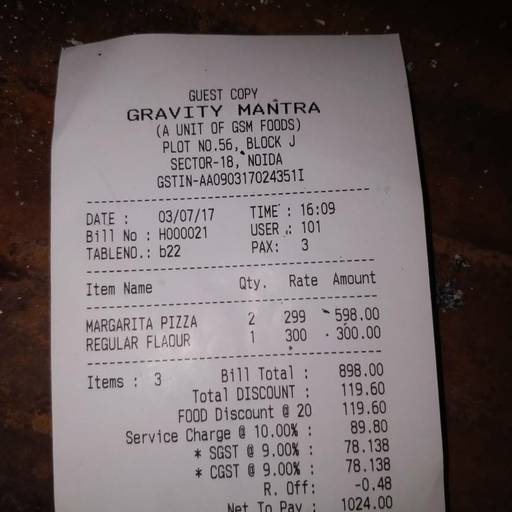 GUEST COPY
GRAVITY MANTRA
(A UNIT OF GSM FOODS)
PLOT NO.56, BLOCK J
SECTOR-18, NOIDA
GSTIN-AA090317024351I
DATE : 03/07/17 TIME : 16:09
Bill No : H000021 USER : 101
TABLENO.: b22 PAX: 3
Item Name Qty. Rate Amount
MARGARITA PIZZA 2 299 598.00
REGULAR FLAOUR 1 300 300.00
Items : 3 Bill Total : 898.00
Total DISCOUNT : 119.60
FOOD Discount @ 20 119.60
Service Charge @ 10.00% : 89.80
* SGST @ 9.00% : 78.138
* CGST @ 9.00% : 78.138
R. Off: -0.48
Net To Pay : 1024.00